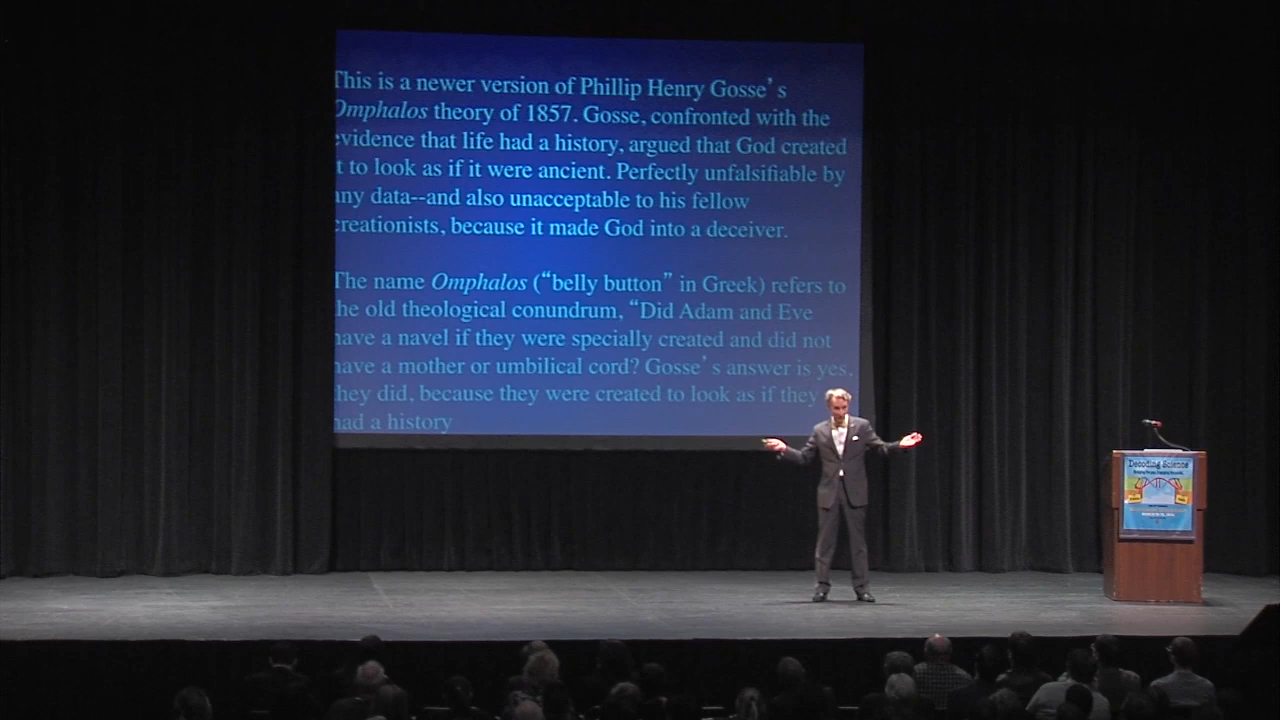 This is a newer version of Phillip Henry Gosse's
Omphalos theory of 1857. Gosse, confronted with the
evidence that life had a history, argued that God created
t to look as if it were ancient. Perfectly unfalsifiable by
any data--and also unacceptable to his fellow
creationists, because it made God into a deceiver.
The name Omphalos (“belly button” in Greek) refers to
he old theological conundrum, “Did Adam and Eve
have a navel if they were specially created and did not
have a mother or umbilical cord? Gosse's answer is yes,
they did, because they were created to look as if they
had a history
Decoding Science